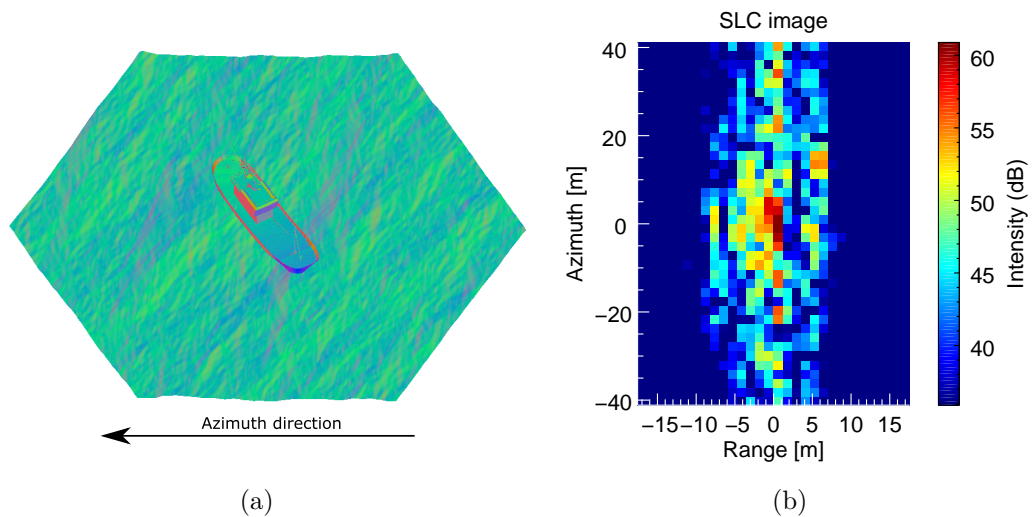 SLC image
40
20
0
−20
−40
Azimuth [m]
−15 −10 −5 0 5 10 15
Range [m]
60
55
50
45
40
Intensity (dB)
Azimuth direction
(a)
(b)